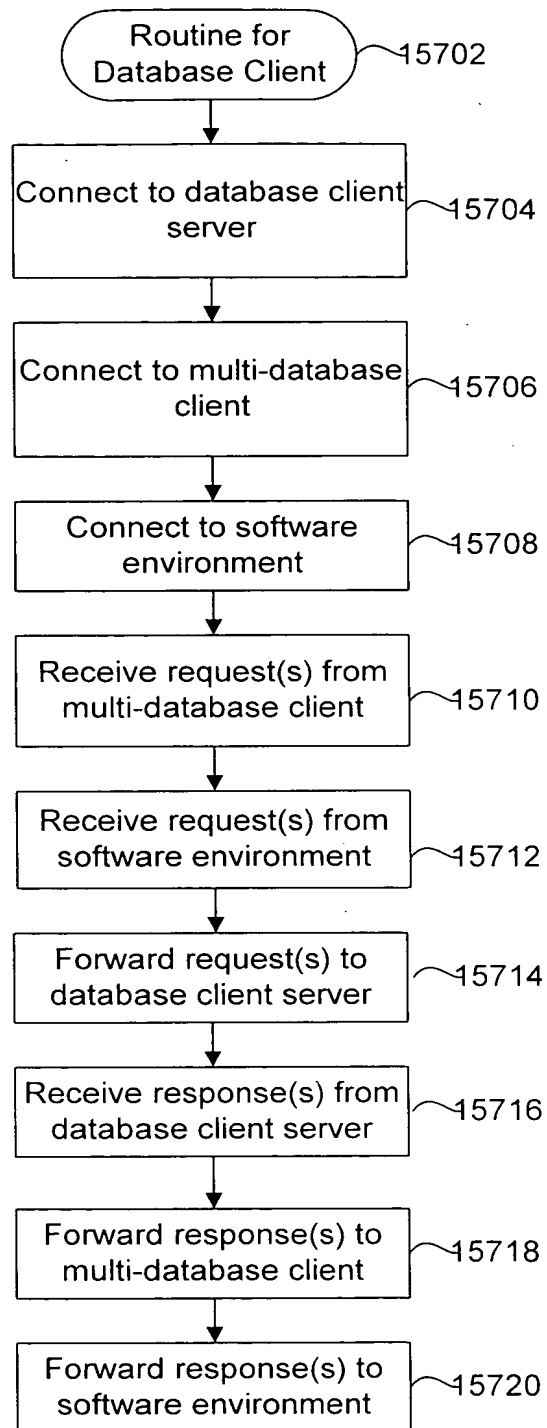 Routine for
Database Client
15702
Connect to database client
server
15704
Connect to multi-database
client
15706
Connect to software
environment
15708
Receive request(s) from
multi-database client
15710
Receive request(s) from
software environment
15712
Forward request(s) to
database client server
15714
Receive response(s) from
database client server
15716
Forward response(s) to
multi-database client
15718
Forward response(s) to
software environment
15720